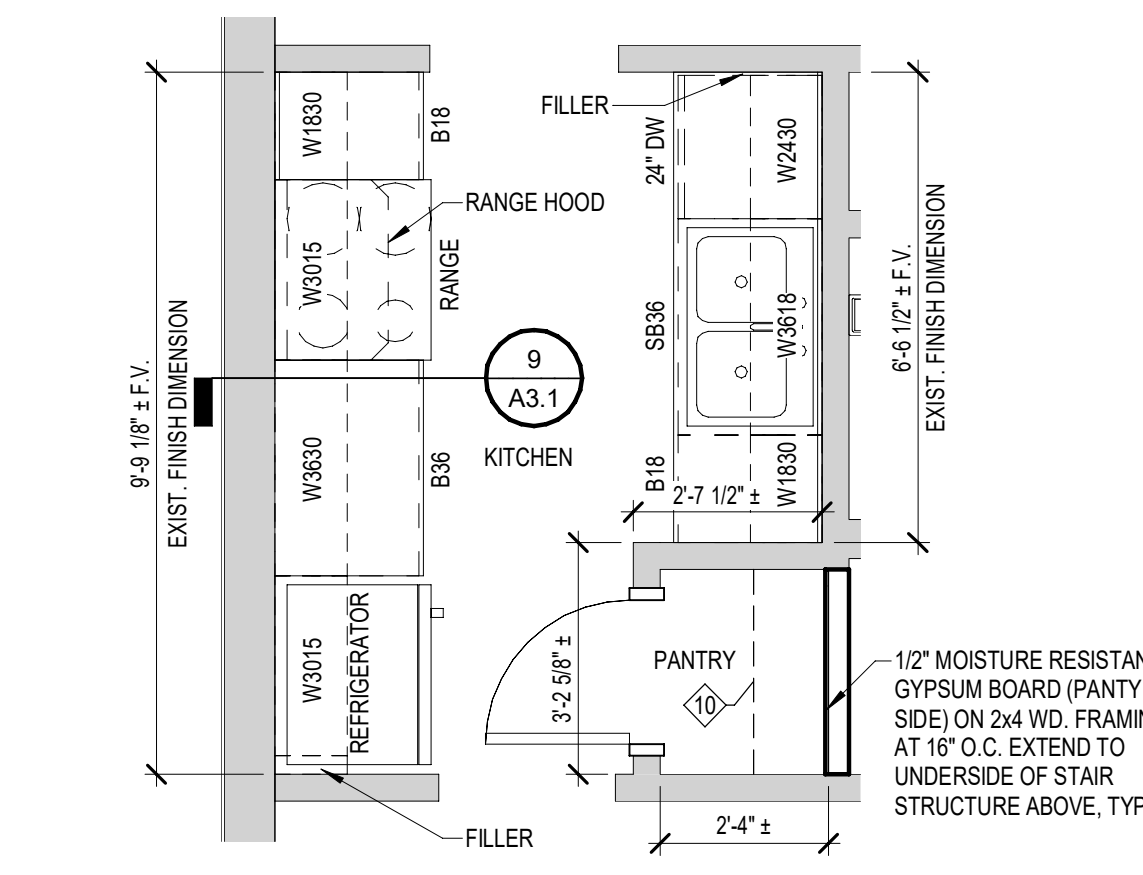 FILLER
W1830
B18
24" DW
W2430
RANGE HOOD
W3015
RANGE
9'-9 1/8" ± F.V.
EXIST. FINISH DIMENSION
SB36
W3618
6'-6 1/2" ± F.V.
EXIST. FINISH DIMENSION
9
A3.1
KITCHEN
W3630
B36
B18
W1830
2'-7 1/2" ±
W3015
REFRIGERATOR
3'-2 5/8" ±
PANTRY
10
1/2" MOISTURE RESISTAN
GYPSUM BOARD (PANTY
SIDE) ON 2x4 WD. FRAMIN
AT 16" O.C. EXTEND TO
UNDERSIDE OF STAIR
STRUCTURE ABOVE, TYP
2'-4" ±
FILLER